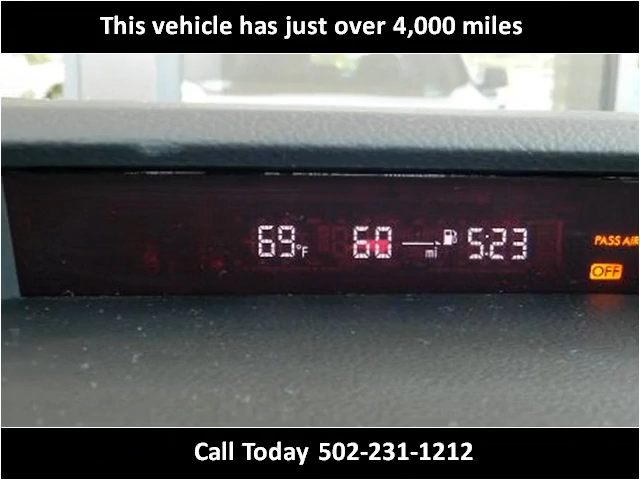 This vehicle has just over 4,000 miles
69°F 60 mi 5:23
PASS AIR
OFF
Call Today 502-231-1212